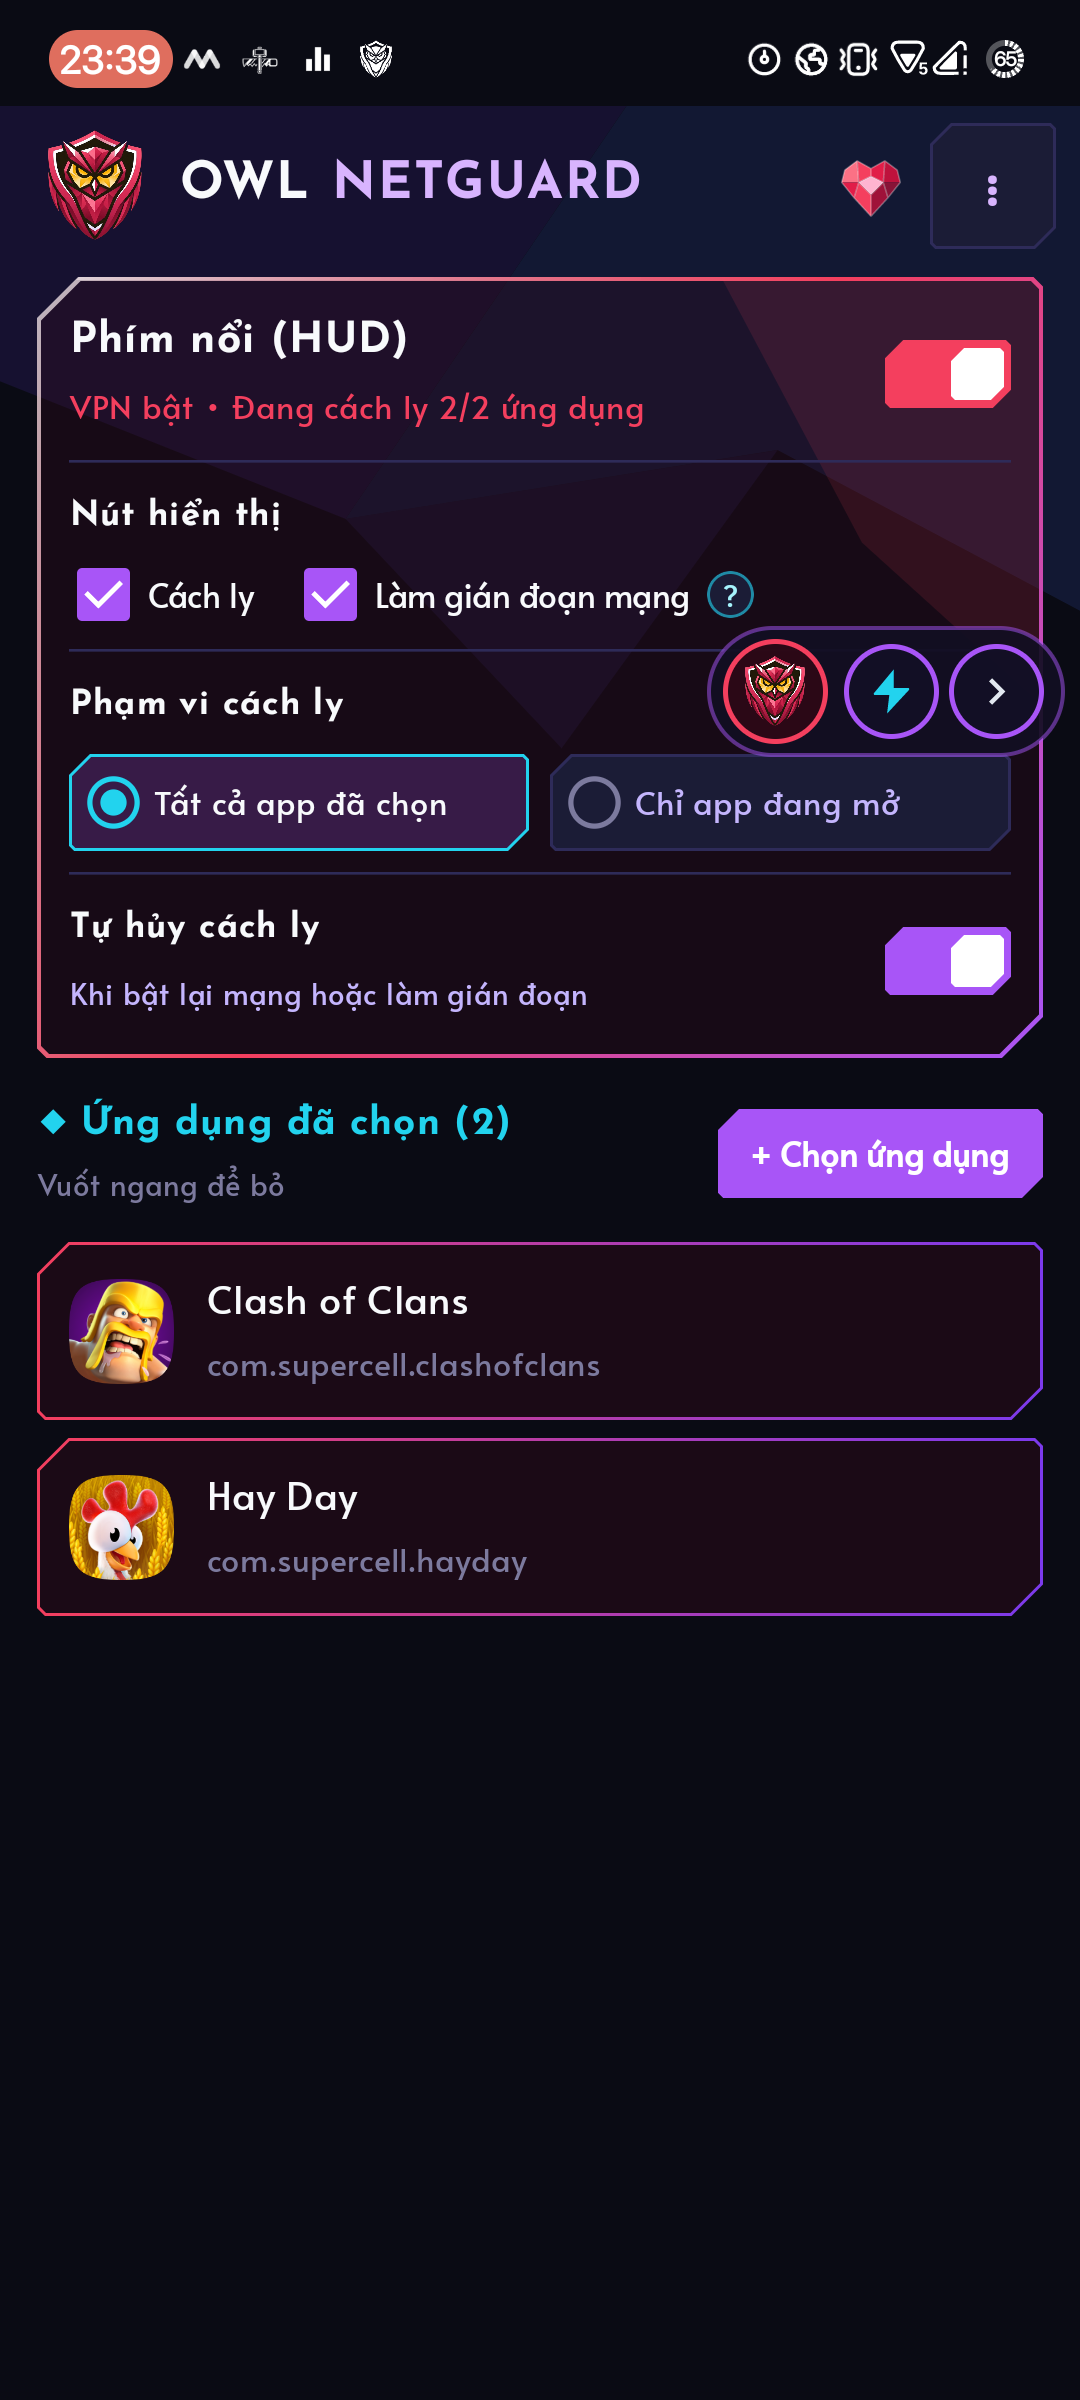 23:39
5
65
OWL NETGUARD
Phím nổi (HUD)
VPN bật • Đang cách ly 2/2 ứng dụng
Nút hiển thị
Cách ly
Làm gián đoạn mạng
?
Phạm vi cách ly
Tất cả app đã chọn
Chỉ app đang mở
Tự hủy cách ly
Khi bật lại mạng hoặc làm gián đoạn
Ứng dụng đã chọn (2)
+ Chọn ứng dụng
Vuốt ngang để bỏ
Clash of Clans
com.supercell.clashofclans
Hay Day
com.supercell.hayday